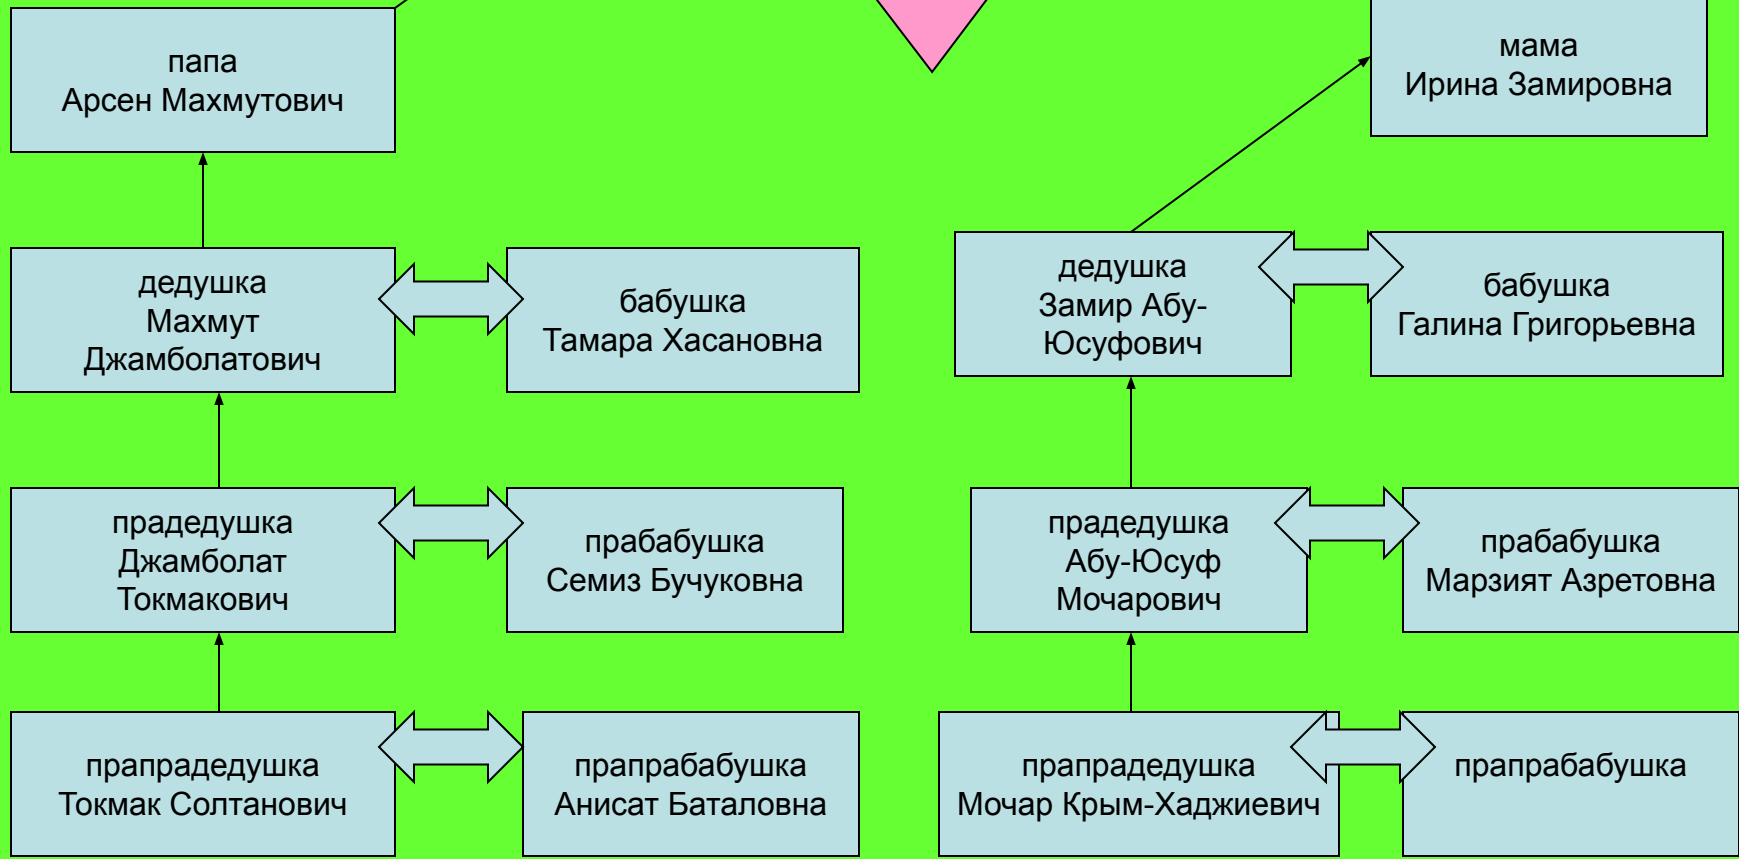 папа
Арсен Махмутович
мама
Ирина Замировна
дедушка
Махмут
Джамболатович
бабушка
Тамара Хасановна
дедушка
Замир Абу-
Юсуфович
бабушка
Галина Григорьевна
прадедушка
Джамболат
Токмакович
прабабушка
Семиз Бучуковна
прадедушка
Абу-Юсуф
Мочарович
прабабушка
Марзият Азретовна
прапрадедушка
Токмак Солтанович
прапрабабушка
Анисат Баталовна
прапрадедушка
Мочар Крым-Хаджиевич
прапрабабушка